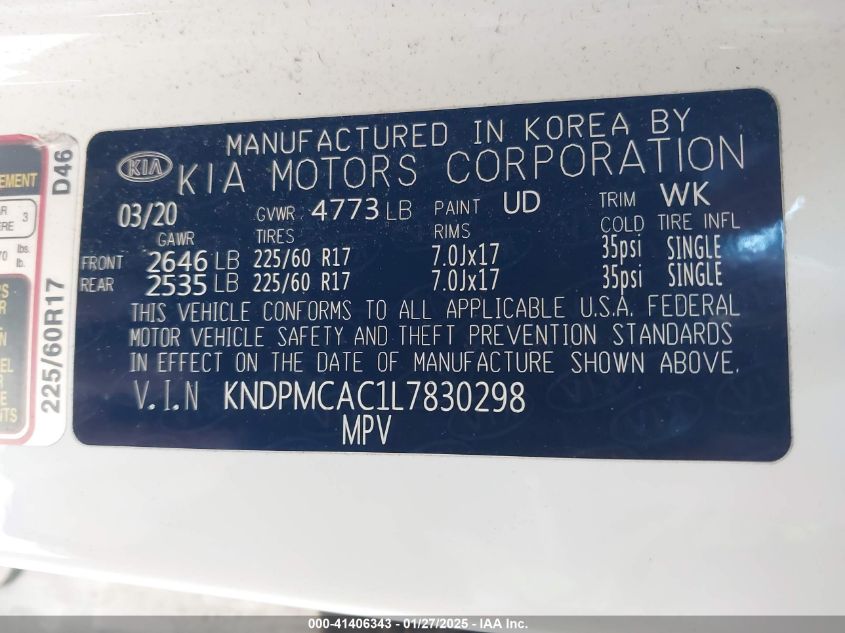 MANUFACTURED IN KOREA BY
KIA KIA MOTORS CORPORATION
03/20 GVWR 4773 LB PAINT UD TRIM WK
GAWR TIRES RIMS COLD TIRE INFL
FRONT 2646 LB 225/60 R17 7.0Jx17 35psi SINGLE
REAR 2535 LB 225/60 R17 7.0Jx17 35psi SINGLE
THIS VEHICLE CONFORMS TO ALL APPLICABLE U.S.A. FEDERAL
MOTOR VEHICLE SAFETY AND THEFT PREVENTION STANDARDS
IN EFFECT ON THE DATE OF MANUFACTURE SHOWN ABOVE.
V.I.N KNDPMCAC1L7830298
MPV
D46
225/60R17
3
lbs.
lb.
000-41406343 - 01/27/2025 - IAA Inc.